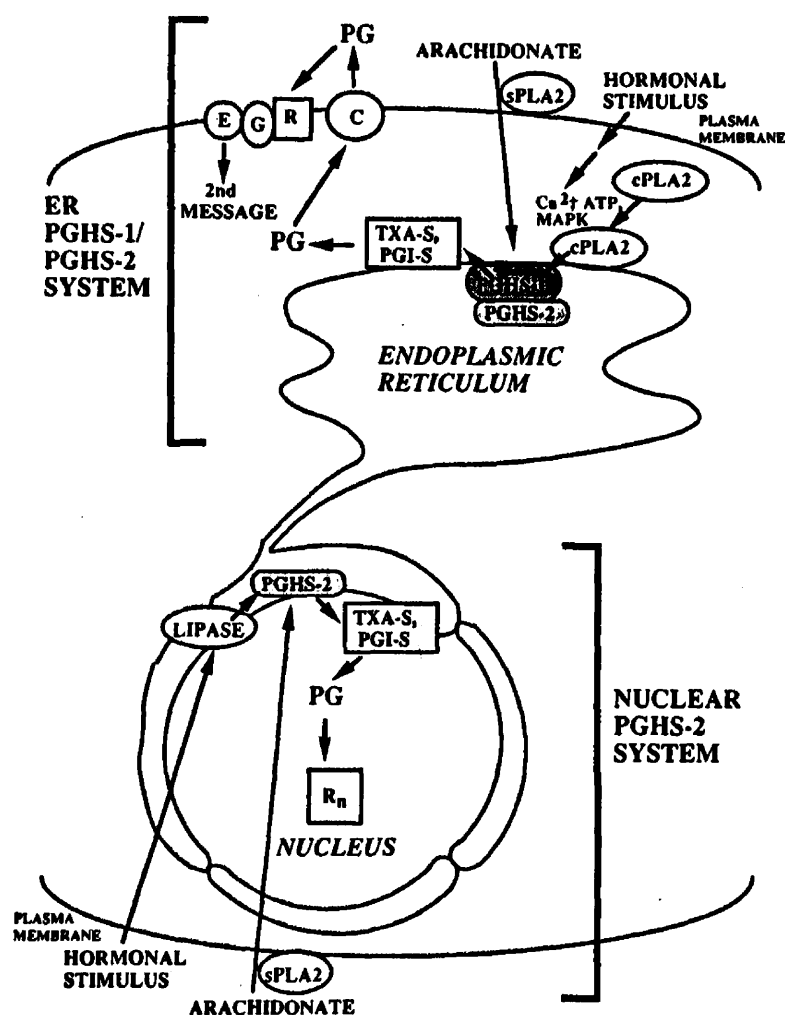 PG
ARACHIDONATE
sPLA2
HORMONAL
STIMULUS
PLASMA
MEMBRANE
E
G
R
C
2nd
MESSAGE
cPLA2
Ca2+↑ ATP,
MAPK
cPLA2
ER
PGHS-1/
PGHS-2
SYSTEM
PG
TXA-S,
PGI-S
PGHS-2
ENDOPLASMIC
RETICULUM
PGHS-2
LIPASE
TXA-S,
PGI-S
PG
Rn
NUCLEUS
NUCLEAR
PGHS-2
SYSTEM
PLASMA
MEMBRANE
HORMONAL
STIMULUS
sPLA2
ARACHIDONATE